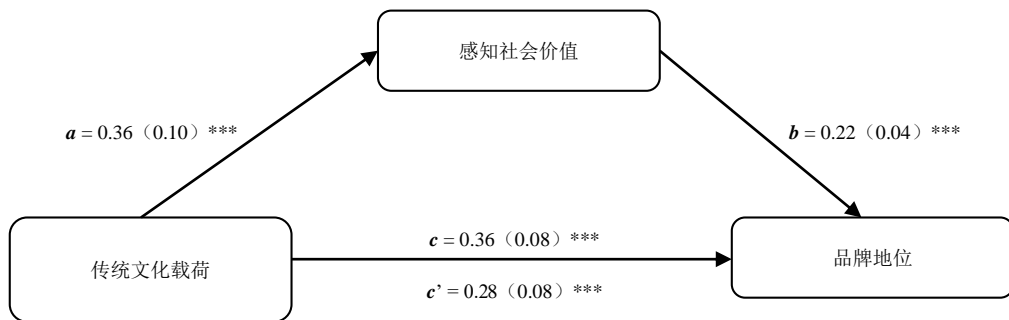 感知社会价值
a = 0.36（0.10）***
b = 0.22（0.04）***
传统文化载荷
c = 0.36（0.08）***
c’ = 0.28（0.08）***
品牌地位